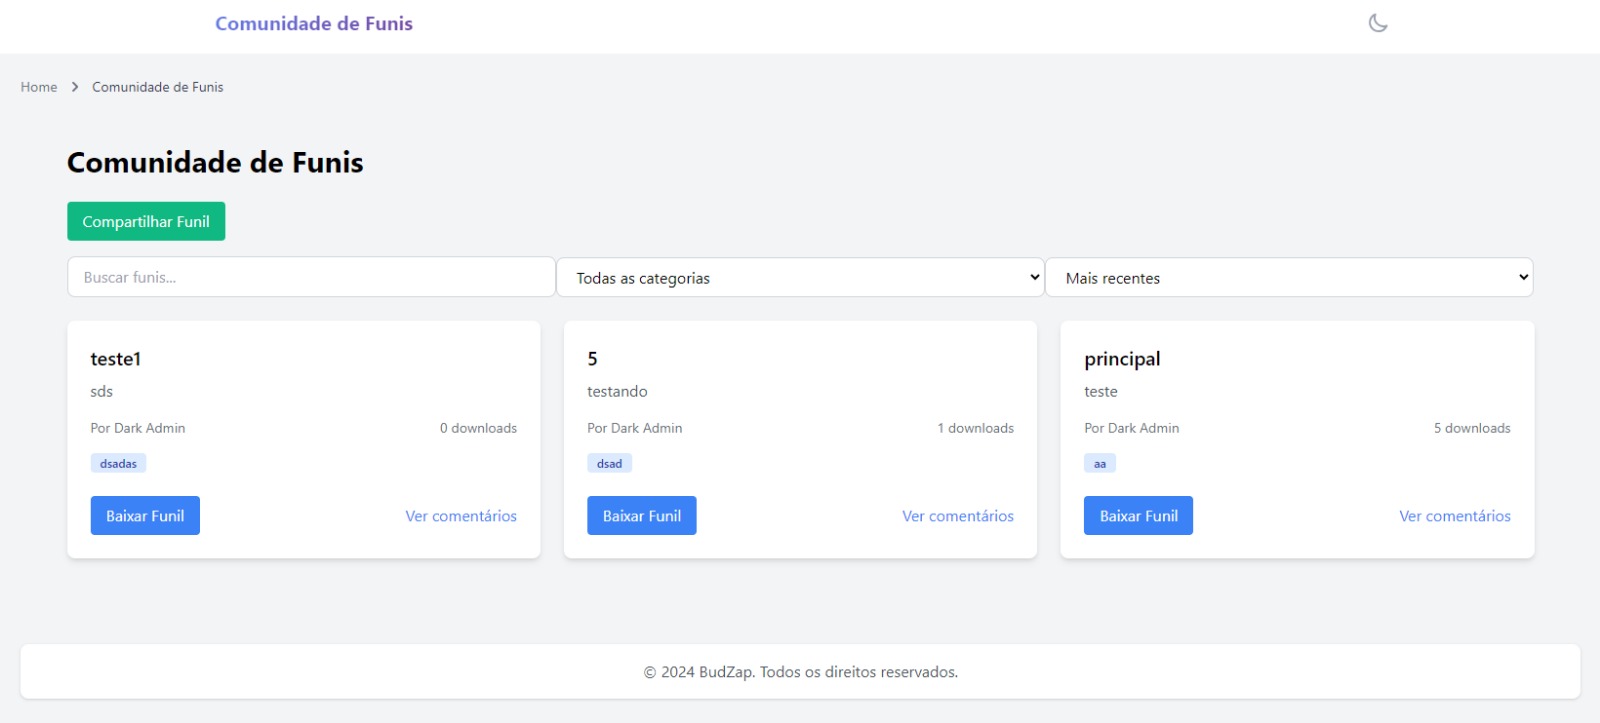 Comunidade de Funis
Home > Comunidade de Funis
Comunidade de Funis
Compartilhar Funil
Buscar funis...
Todas as categorias
Mais recentes
teste1
sds
Por Dark Admin
0 downloads
dsadas
Baixar Funil
Ver comentários
5
testando
Por Dark Admin
1 downloads
dsad
Baixar Funil
Ver comentários
principal
teste
Por Dark Admin
5 downloads
aa
Baixar Funil
Ver comentários
© 2024 BudZap. Todos os direitos reservados.